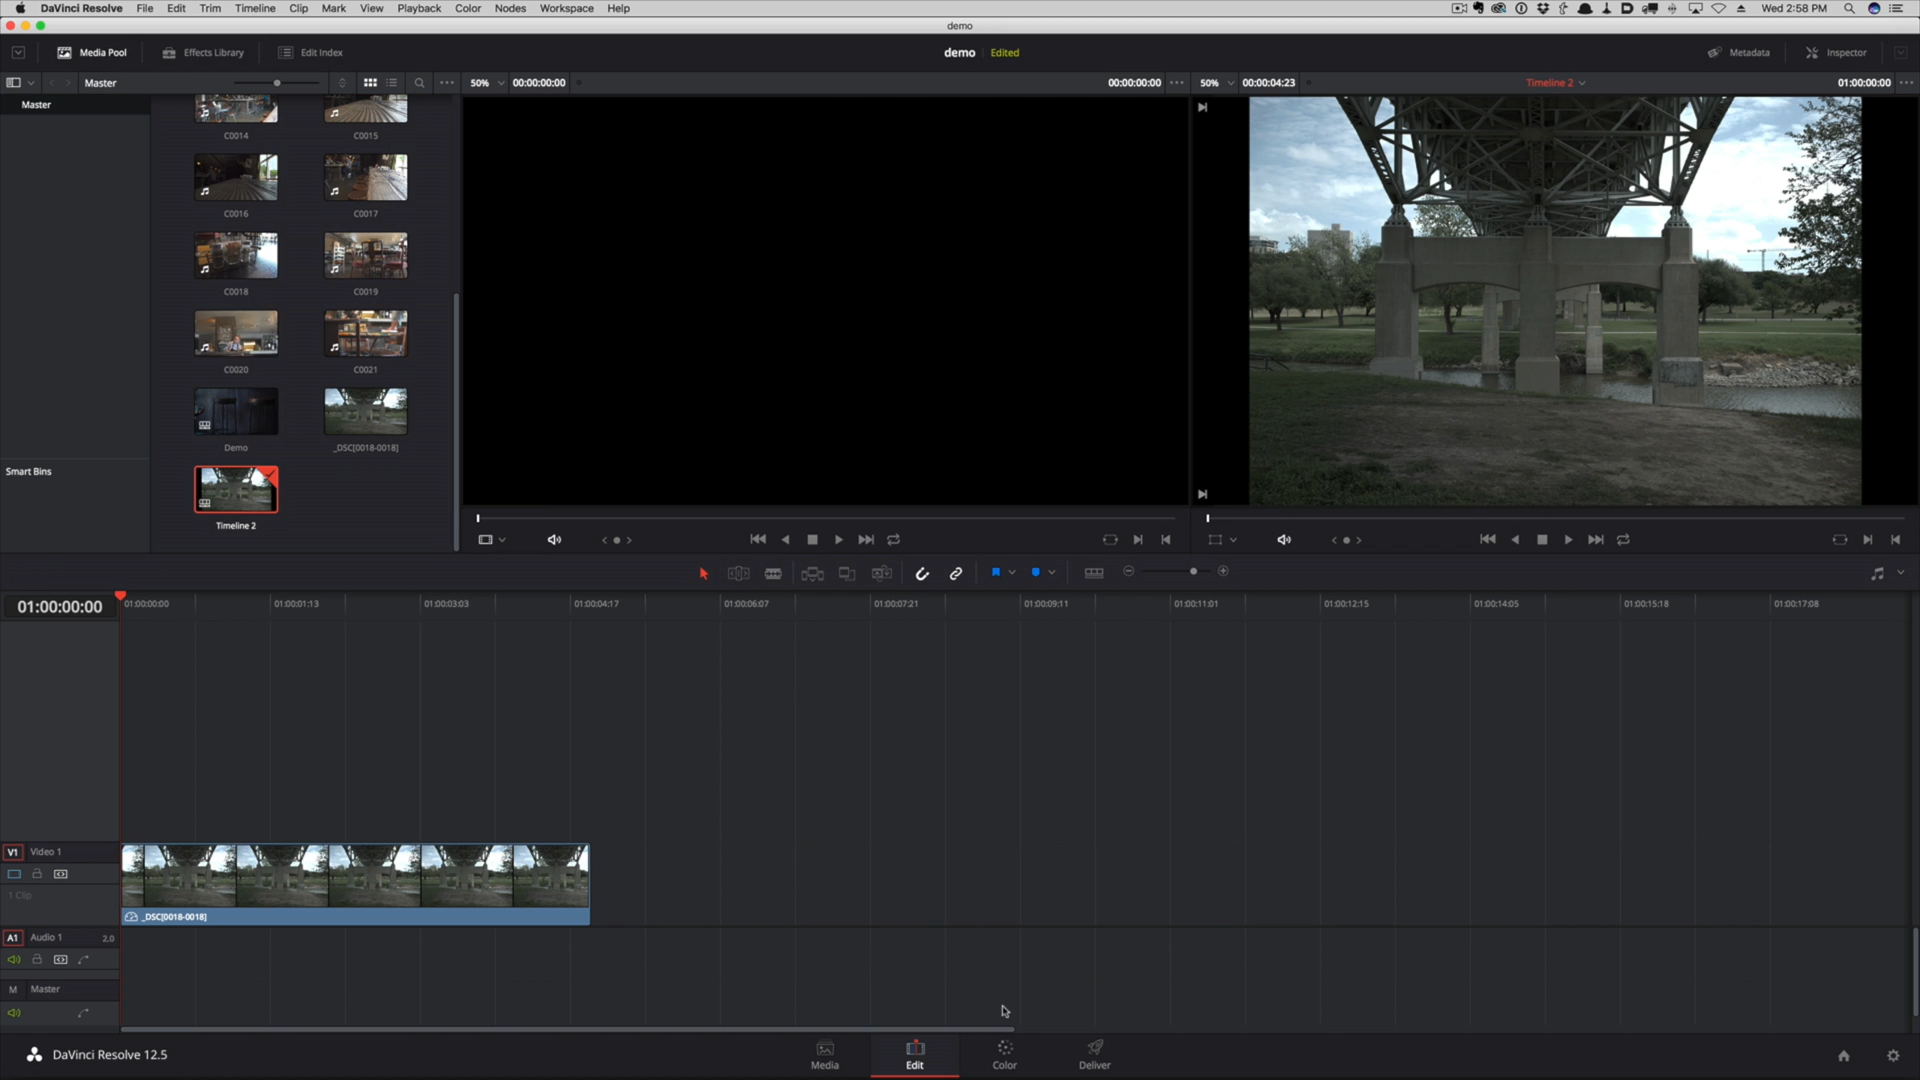 DaVinci Resolve File Edit Trim Timeline Clip Mark View Playback Color Nodes Workspace Help Wed 2:58 PM
demo
Media Pool Effects Library Edit Index demo Edited Metadata Inspector
Master 50% 00:00:00:00 00:00:00:00 50% 00:00:04:23 Timeline 2 01:00:00:00
Master
C0014 C0015
C0016 C0017
C0018 C0019
C0020 C0021
Demo _DSC[0018-0018]
Smart Bins
Timeline 2
01:00:00:00 01:00:00:00 01:00:01:13 01:00:03:03 01:00:04:17 01:00:06:07 01:00:07:21 01:00:09:11 01:00:11:01 01:00:12:15 01:00:14:05 01:00:15:18 01:00:17:08
V1 Video 1
1 Clip
_DSC[0018-0018]
A1 Audio 1 2.0
M Master
DaVinci Resolve 12.5
Media Edit Color Deliver